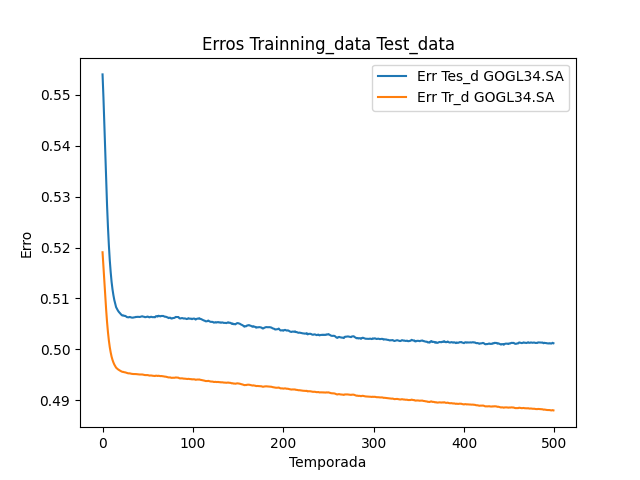 Erros Trainning_data Test_data
Err Tes_d GOGL34.SA
Err Tr_d GOGL34.SA
Erro
0.55
0.54
0.53
0.52
0.51
0.50
0.49
0 100 200 300 400 500
Temporada